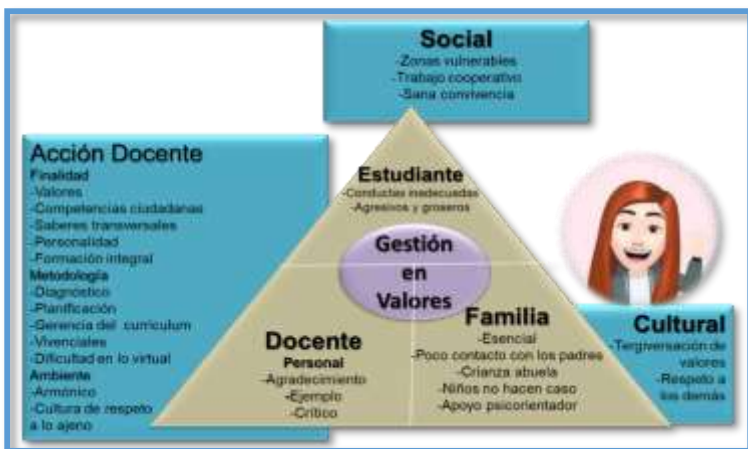 Social
-Zonas vulnerables
-Trabajo cooperativo
-Sana convivencia
Acción Docente
Finalidad
-Valores
-Competencias ciudadanas
-Saberes transversales
-Personalidad
-Formación integral
Metodología
-Diagnóstico
-Planificación
-Gerencia del curriculum
-Vivenciales
-Dificultad en lo virtual
Ambiente
-Armónico
-Cultura de respeto
a lo ajeno
Estudiante
-Conductas inadecuadas
-Agresivos y groseros
Gestión
en
Valores
Docente
Personal
-Agradecimiento
-Ejemplo
-Crítico
Familia
-Esencial
-Poco contacto con los padres
-Crianza abuela
-Niños no hacen caso
-Apoyo psicorientador
Cultural
-Tergiversación de
valores
-Respeto a
los demás